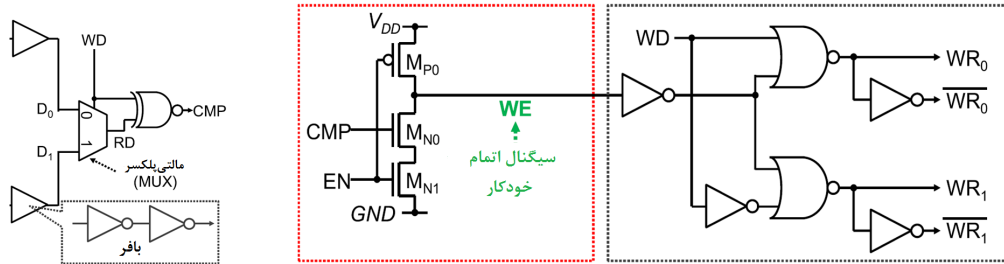 WD
D0
0
1
D1
RD
CMP
مالتی‌پلکسر
(MUX)
بافر
VDD
MP0
CMP
MN0
EN
MN1
GND
WE
سیگنال اتمام
خودکار
WD
WR0
WR0
WR1
WR1